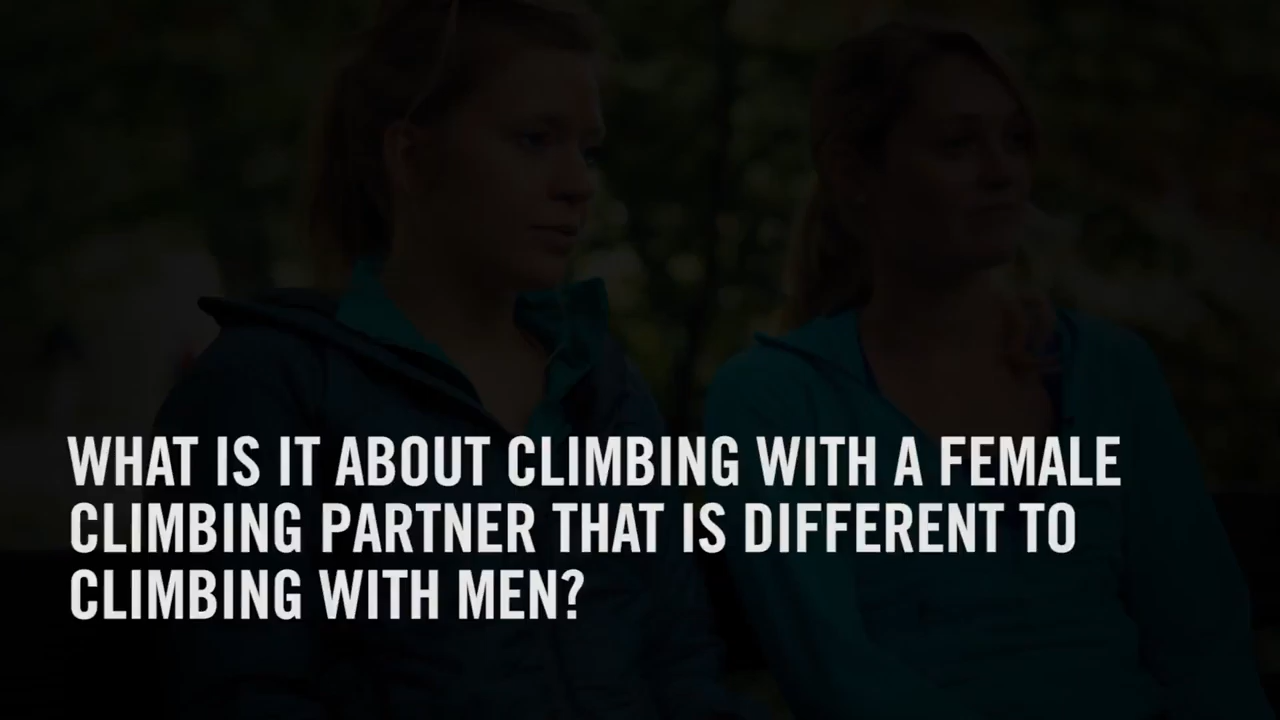 WHAT IS IT ABOUT CLIMBING WITH A FEMALE
CLIMBING PARTNER THAT IS DIFFERENT TO
CLIMBING WITH MEN?